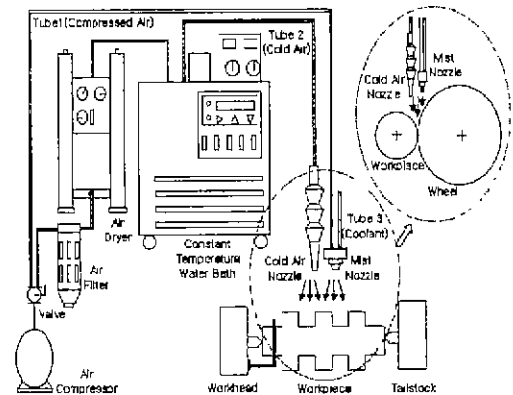 Tube1 (Compressed Air)
Tube 2
(Cold Air)
Cold Air
Nozzle
Mist
Nozzle
Workpiece
Wheel
Air
Dryer
Air
Filter
Valve
Air
Compressor
Constant
Temperature
Water Bath
Tube 3
(Coolant)
Cold Air
Nozzle
Mist
Nozzle
Workhead
Workpiece
Tailstock